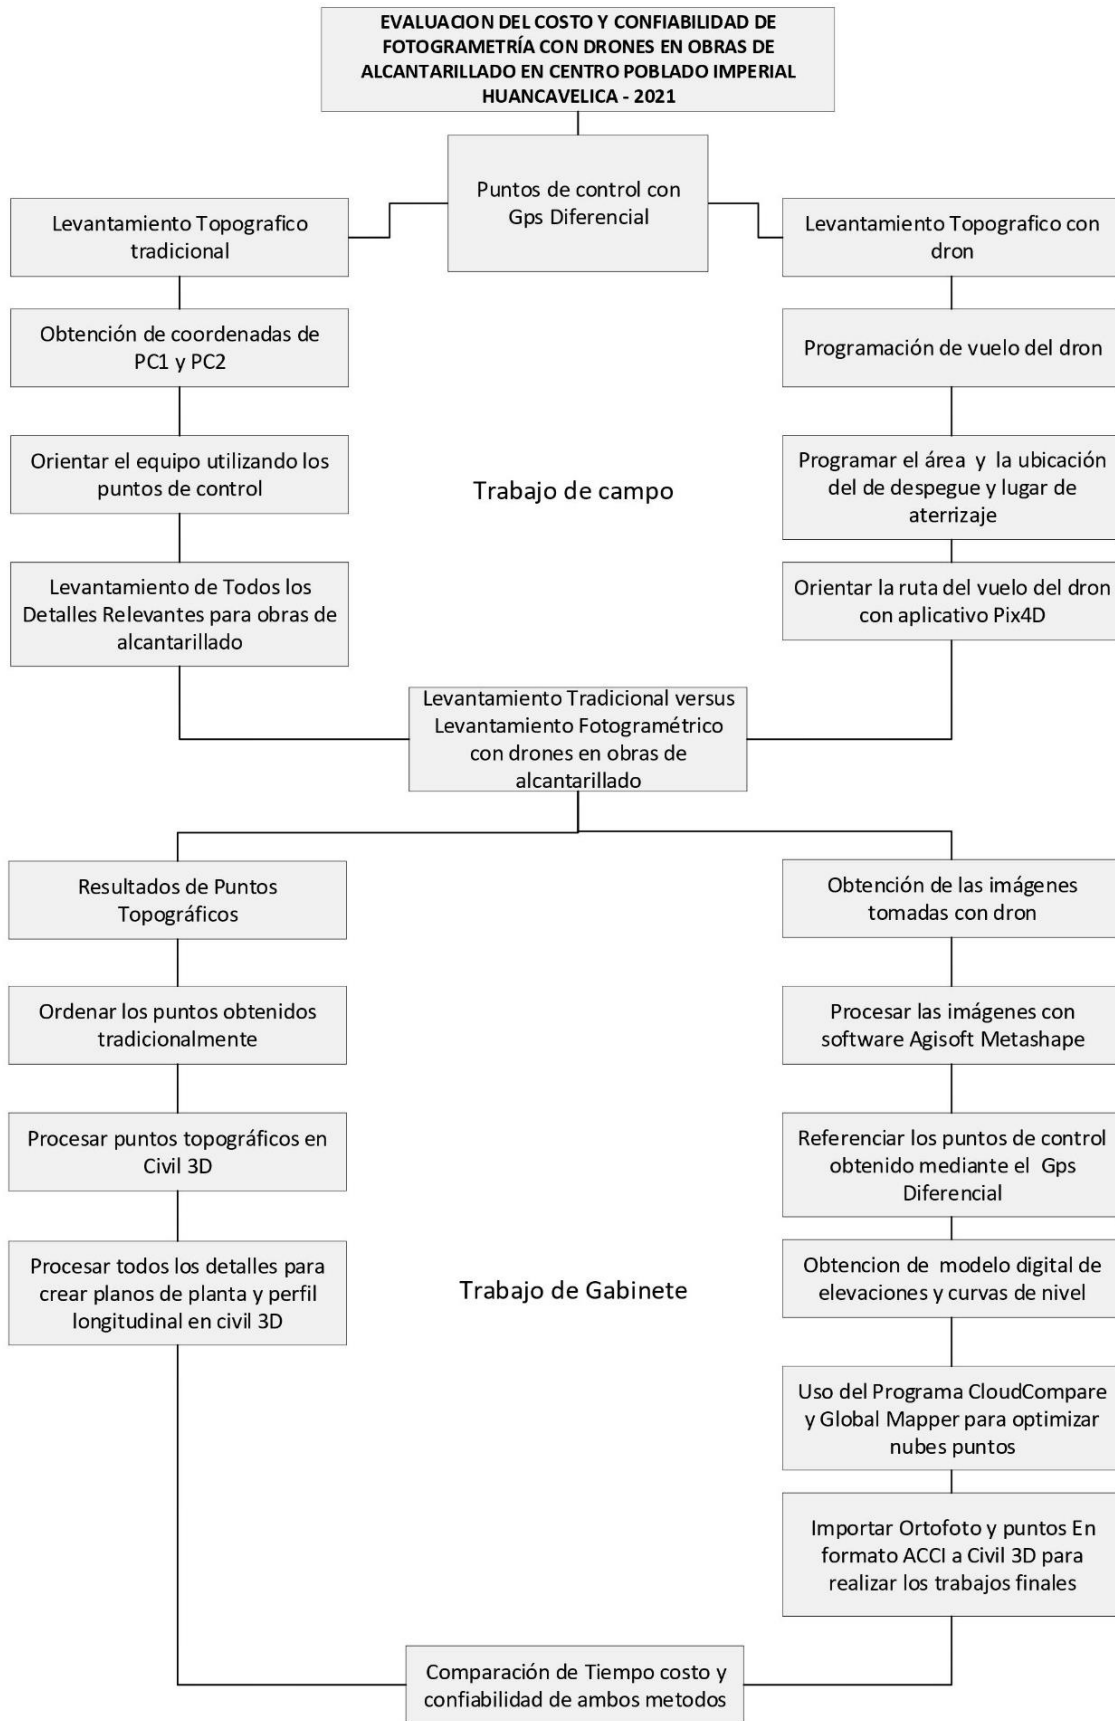 EVALUACION DEL COSTO Y CONFIABILIDAD DE
FOTOGRAMETRÍA CON DRONES EN OBRAS DE
ALCANTARILLADO EN CENTRO POBLADO IMPERIAL
HUANCAVELICA - 2021
Puntos de control con
Gps Diferencial
Levantamiento Topografico
tradicional
Levantamiento Topografico con
dron
Obtención de coordenadas de
PC1 y PC2
Programación de vuelo del dron
Orientar el equipo utilizando los
puntos de control
Trabajo de campo
Programar el área y la ubicación
del de despegue y lugar de
aterrizaje
Levantamiento de Todos los
Detalles Relevantes para obras de
alcantarillado
Orientar la ruta del vuelo del dron
con aplicativo Pix4D
Levantamiento Tradicional versus
Levantamiento Fotogramétrico
con drones en obras de
alcantarillado
Resultados de Puntos
Topográficos
Obtención de las imágenes
tomadas con dron
Ordenar los puntos obtenidos
tradicionalmente
Procesar las imágenes con
software Agisoft Metashape
Procesar puntos topográficos en
Civil 3D
Referenciar los puntos de control
obtenido mediante el Gps
Diferencial
Procesar todos los detalles para
crear planos de planta y perfil
longitudinal en civil 3D
Trabajo de Gabinete
Obtencion de modelo digital de
elevaciones y curvas de nivel
Uso del Programa CloudCompare
y Global Mapper para optimizar
nubes puntos
Importar Ortofoto y puntos En
formato ACCI a Civil 3D para
realizar los trabajos finales
Comparación de Tiempo costo y
confiabilidad de ambos metodos